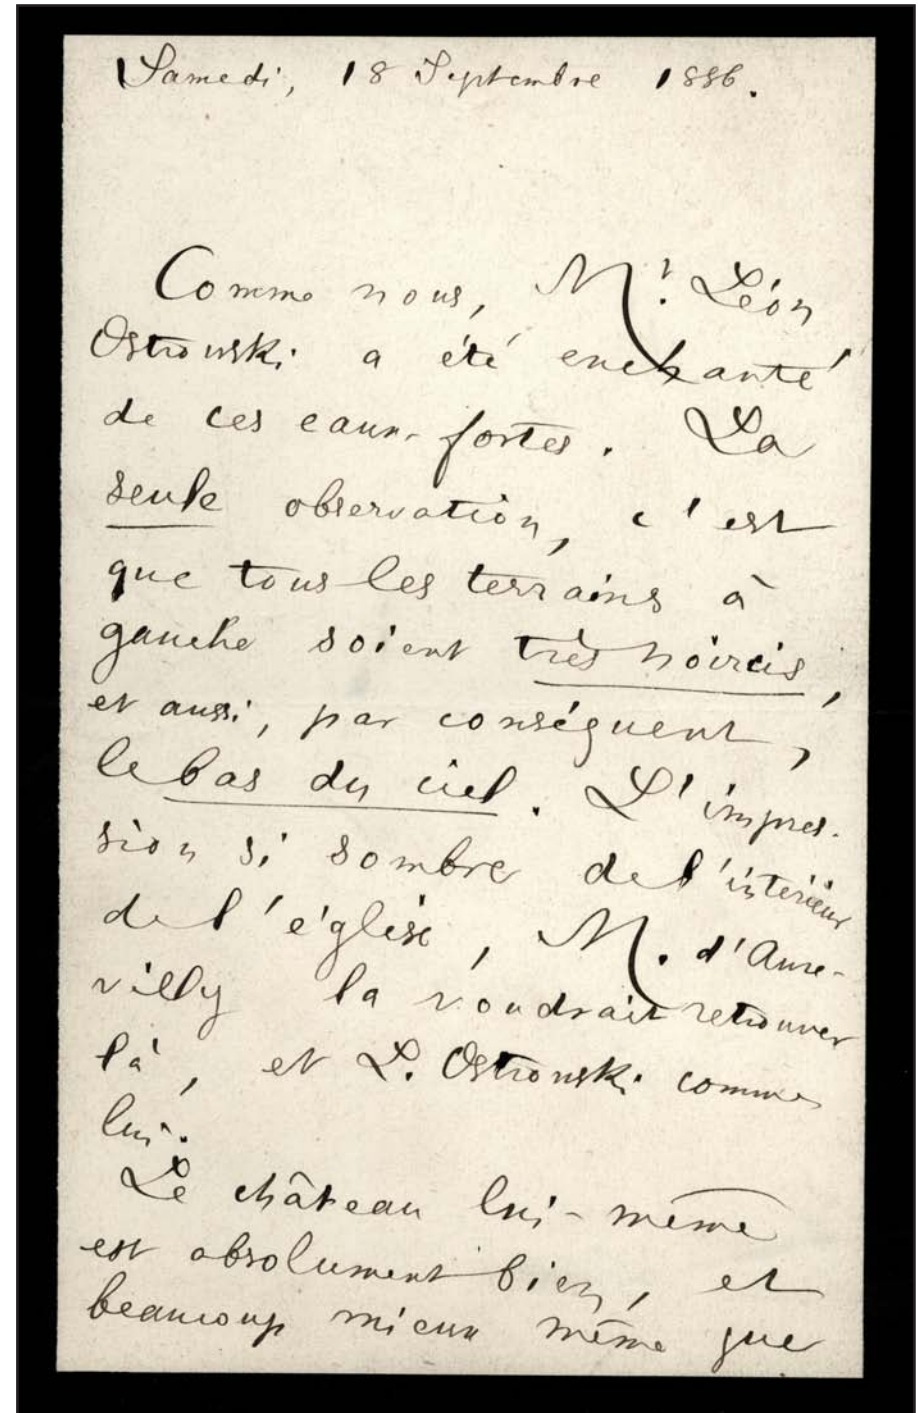 Samedi, 18 Septembre 1886.
Comme nous, Mr. Léon
Ostrowski a été enchanté
de ces eaux-fortes. La
seule observation, c'est
que tous les terrains à
gauche soient très noircis,
et aussi, par conséquent,
le bas du ciel. L'impres-
sion si sombre de l'intérieur
de l'église, M. d'Aure-
villy la voudrait retrouver
là, et L. Ostrowski comme
lui.
Le château lui-même
est absolument bien, et
beaucoup mieux même que